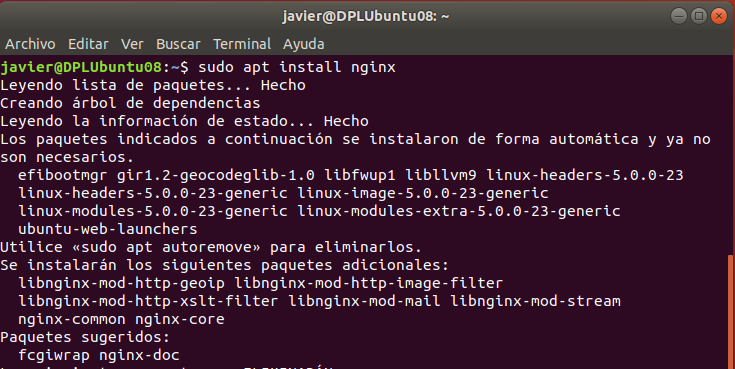 javier@DPLUbuntu08: ~
Archivo Editar Ver Buscar Terminal Ayuda
javier@DPLUbuntu08:~$ sudo apt install nginx
Leyendo lista de paquetes... Hecho
Creando árbol de dependencias
Leyendo la información de estado... Hecho
Los paquetes indicados a continuación se instalaron de forma automática y ya no
son necesarios.
efibootmgr gir1.2-geocodeglib-1.0 libfwup1 libllvm9 linux-headers-5.0.0-23
linux-headers-5.0.0-23-generic linux-image-5.0.0-23-generic
linux-modules-5.0.0-23-generic linux-modules-extra-5.0.0-23-generic
ubuntu-web-launchers
Utilice «sudo apt autoremove» para eliminarlos.
Se instalarán los siguientes paquetes adicionales:
libnginx-mod-http-geoip libnginx-mod-http-image-filter
libnginx-mod-http-xslt-filter libnginx-mod-mail libnginx-mod-stream
nginx-common nginx-core
Paquetes sugeridos:
fcgiwrap nginx-doc